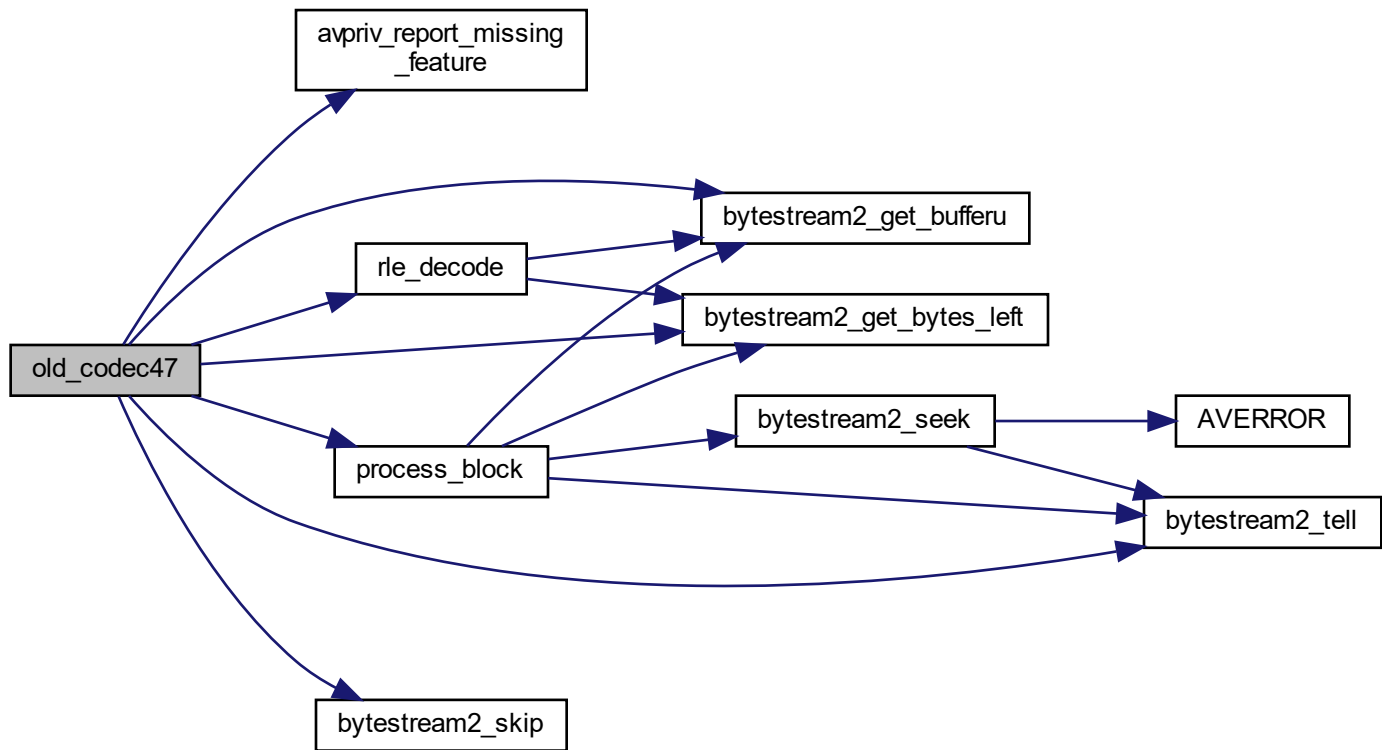 avpriv_report_missing
_feature
bytestream2_get_bufferu
rle_decode
bytestream2_get_bytes_left
old_codec47
bytestream2_seek
AVERROR
process_block
bytestream2_tell
bytestream2_skip